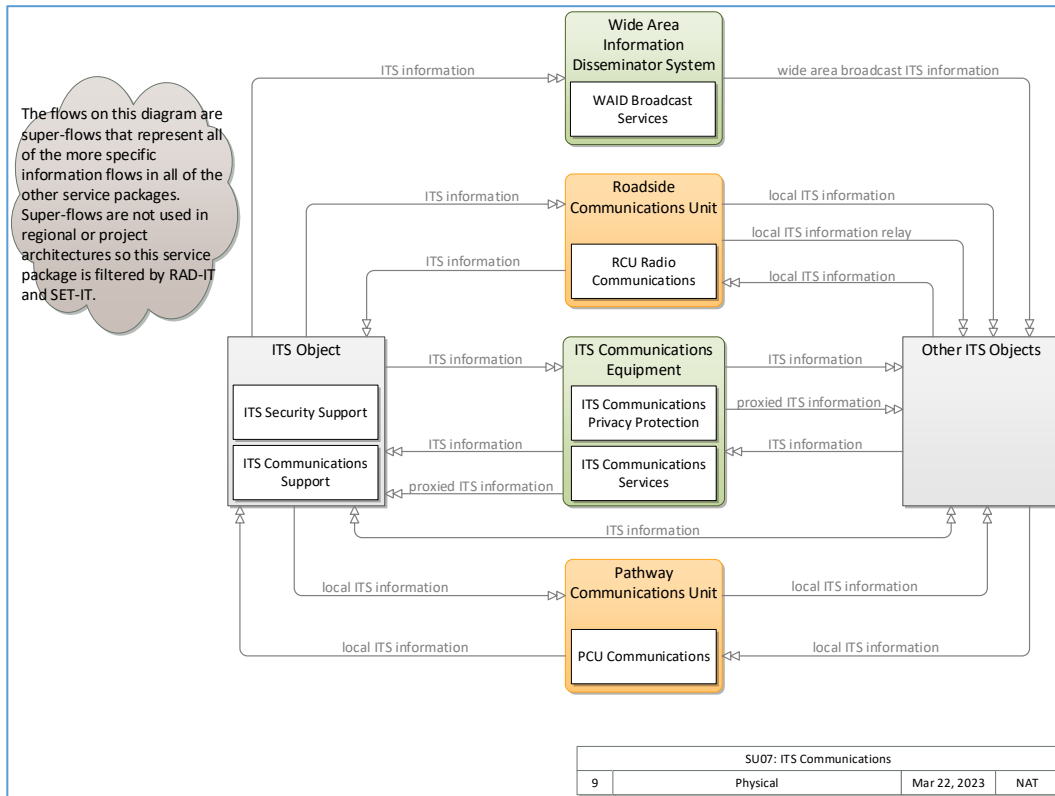 Wide Area
Information
Disseminator System
WAID Broadcast
Services
ITS information
wide area broadcast ITS information
The flows on this diagram are
super-flows that represent all
of the more specific
information flows in all of the
other service packages.
Super-flows are not used in
regional or project
architectures so this service
package is filtered by RAD-IT
and SET-IT.
Roadside
Communications Unit
RCU Radio
Communications
ITS information
ITS information
local ITS information
local ITS information relay
local ITS information
ITS Object
ITS Security Support
ITS Communications
Support
ITS information
ITS information
proxied ITS information
ITS Communications
Equipment
ITS Communications
Privacy Protection
ITS Communications
Services
ITS information
proxied ITS information
ITS information
Other ITS Objects
ITS information
local ITS information
local ITS information
Pathway
Communications Unit
PCU Communications
local ITS information
local ITS information
SU07: ITS Communications
9 Physical Mar 22, 2023 NAT